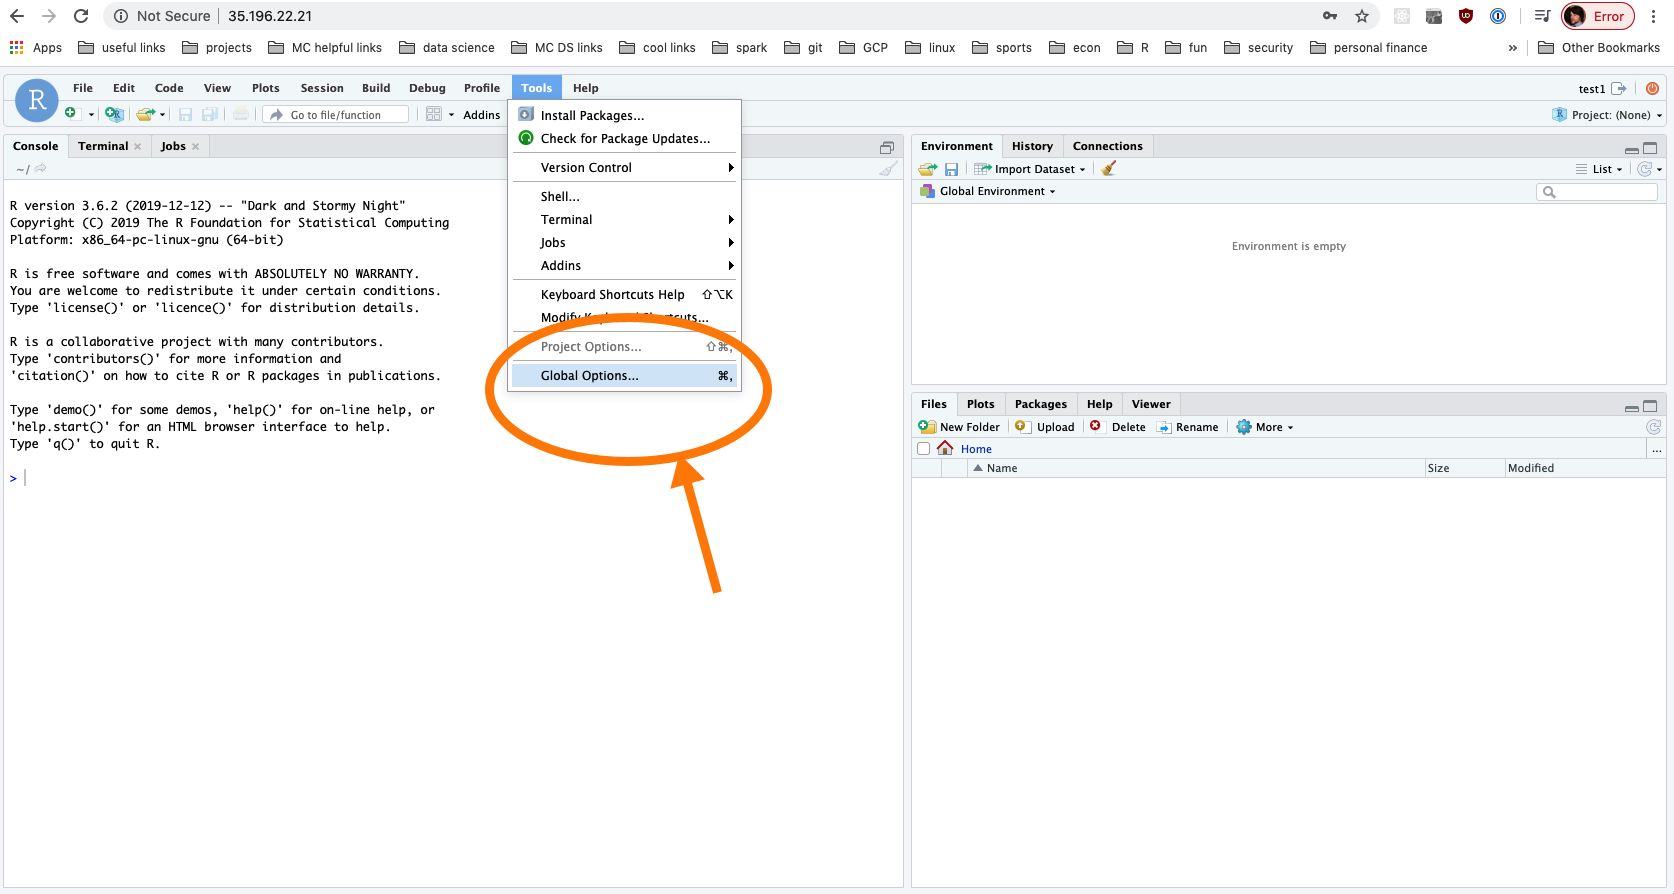 Not Secure | 35.196.22.21
Error
Apps useful links projects MC helpful links data science MC DS links cool links spark git GCP linux sports econ R fun security personal finance » Other Bookmarks
R
File Edit Code View Plots Session Build Debug Profile Tools Help
test1
Go to file/function Addins
Project: (None)
Install Packages...
Check for Package Updates...
Version Control
Shell...
Terminal
Jobs
Addins
Keyboard Shortcuts Help ⇧⌥K
Modify Keyboard Shortcuts...
Project Options... ⇧⌘,
Global Options... ⌘,
Console Terminal Jobs
~/
R version 3.6.2 (2019-12-12) -- "Dark and Stormy Night"
Copyright (C) 2019 The R Foundation for Statistical Computing
Platform: x86_64-pc-linux-gnu (64-bit)
R is free software and comes with ABSOLUTELY NO WARRANTY.
You are welcome to redistribute it under certain conditions.
Type 'license()' or 'licence()' for distribution details.
R is a collaborative project with many contributors.
Type 'contributors()' for more information and
'citation()' on how to cite R or R packages in publications.
Type 'demo()' for some demos, 'help()' for on-line help, or
'help.start()' for an HTML browser interface to help.
Type 'q()' to quit R.
>
Environment History Connections
Import Dataset List
Global Environment
Environment is empty
Files Plots Packages Help Viewer
New Folder Upload Delete Rename More
Home ...
Name Size Modified